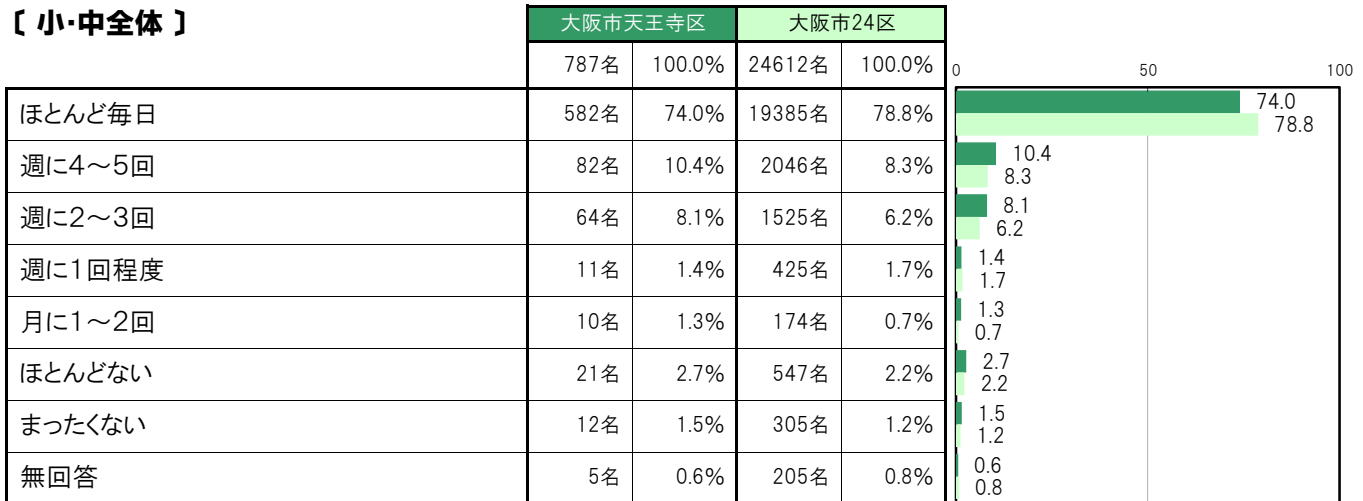 〔 小・中全体 〕
大阪市天王寺区 大阪市24区
787名 100.0% 24612名 100.0%
0 50 100
ほとんど毎日 582名 74.0% 19385名 78.8%
74.0
78.8
週に4～5回 82名 10.4% 2046名 8.3%
10.4
8.3
週に2～3回 64名 8.1% 1525名 6.2%
8.1
6.2
週に1回程度 11名 1.4% 425名 1.7%
1.4
1.7
月に1～2回 10名 1.3% 174名 0.7%
1.3
0.7
ほとんどない 21名 2.7% 547名 2.2%
2.7
2.2
まったくない 12名 1.5% 305名 1.2%
1.5
1.2
無回答 5名 0.6% 205名 0.8%
0.6
0.8